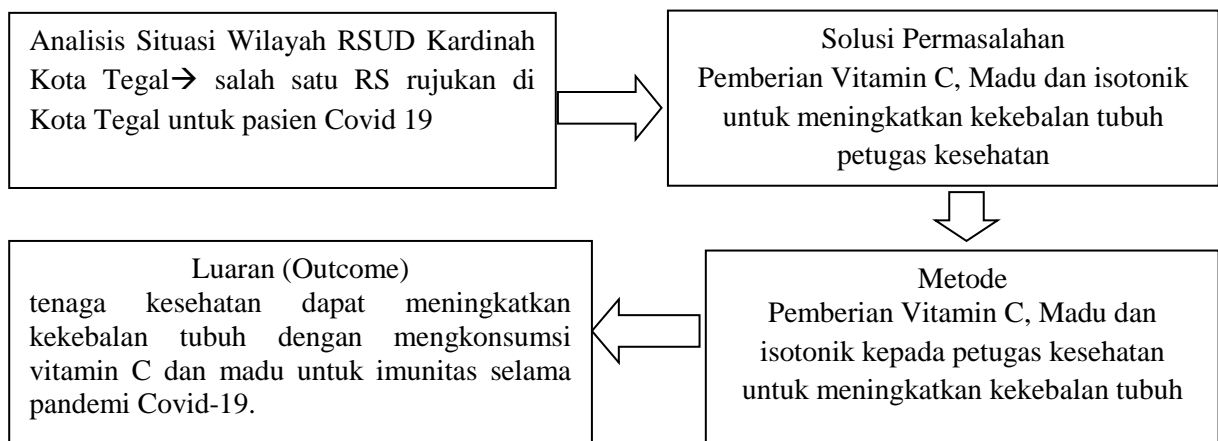 Analisis Situasi Wilayah RSUD Kardinah
Kota Tegal→ salah satu RS rujukan di
Kota Tegal untuk pasien Covid 19
Solusi Permasalahan
Pemberian Vitamin C, Madu dan isotonik
untuk meningkatkan kekebalan tubuh
petugas kesehatan
Metode
Pemberian Vitamin C, Madu dan
isotonik kepada petugas kesehatan
untuk meningkatkan kekebalan tubuh
Luaran (Outcome)
tenaga kesehatan dapat meningkatkan
kekebalan tubuh dengan mengkonsumsi
vitamin C dan madu untuk imunitas selama
pandemi Covid-19.